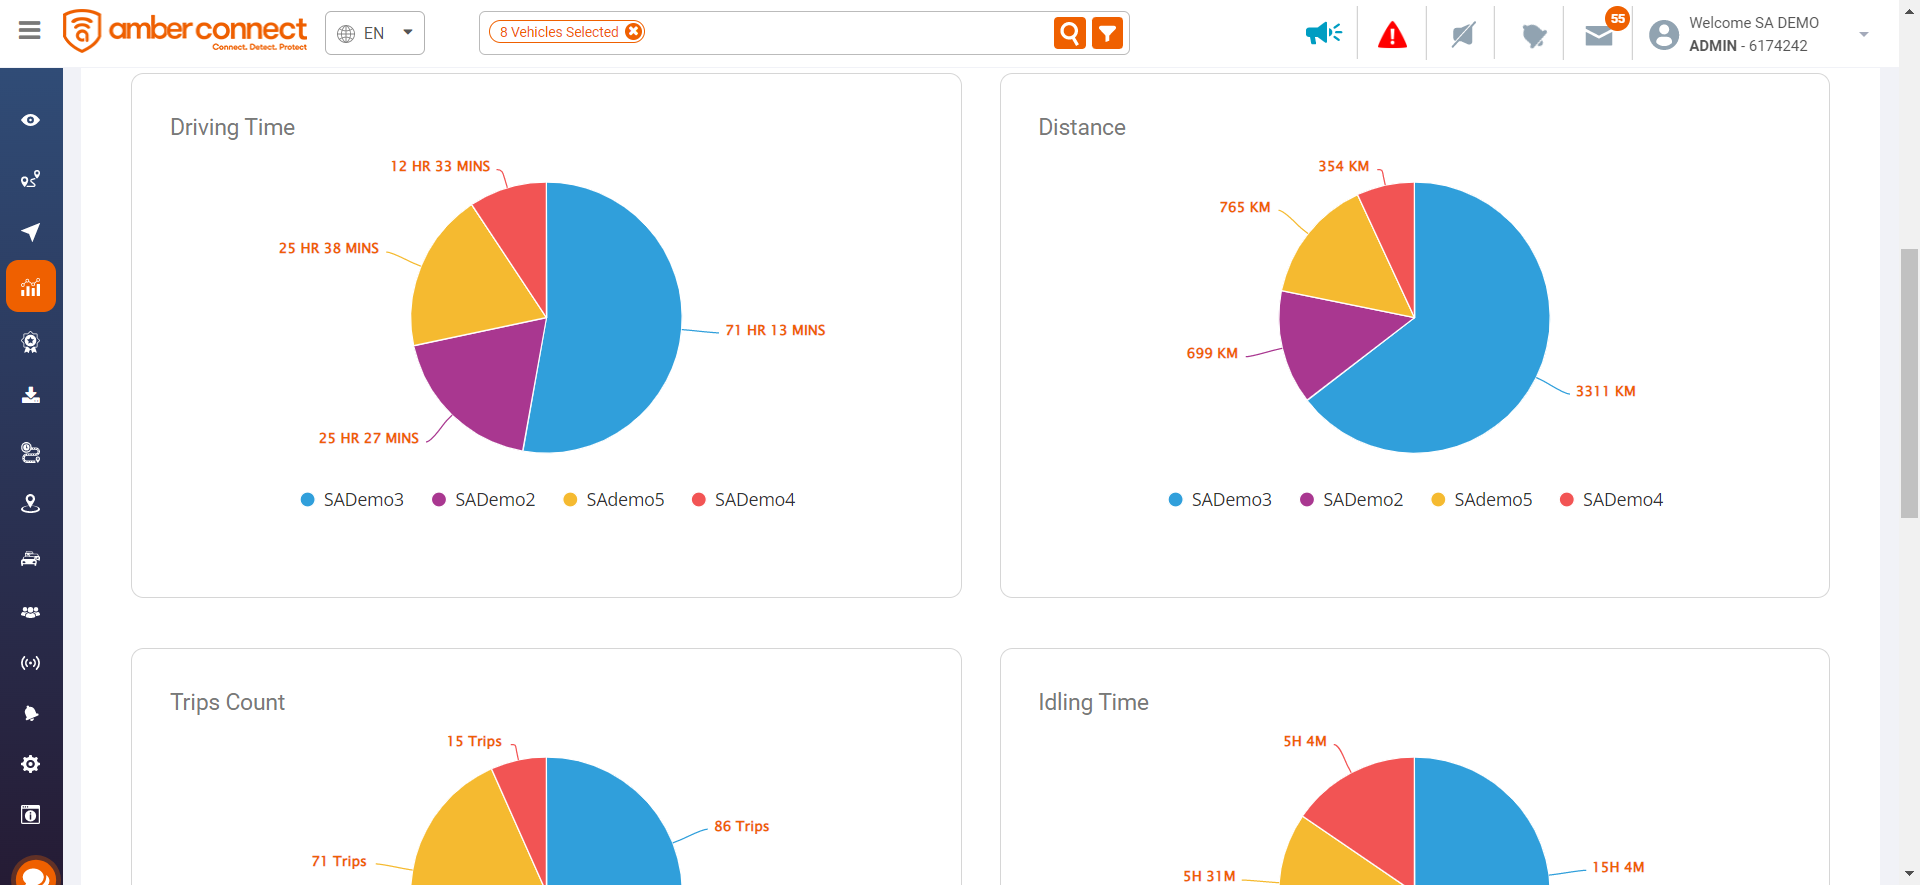 amber connect
Connect. Detect. Protect
EN
8 Vehicles Selected
55
Welcome SA DEMO
ADMIN - 6174242
Driving Time
12 HR 33 MINS
25 HR 38 MINS
71 HR 13 MINS
25 HR 27 MINS
SADemo3 SADemo2 SAdemo5 SADemo4
Distance
354 KM
765 KM
699 KM
3311 KM
SADemo3 SADemo2 SAdemo5 SADemo4
Trips Count
15 Trips
86 Trips
71 Trips
Idling Time
5H 4M
15H 4M
5H 31M